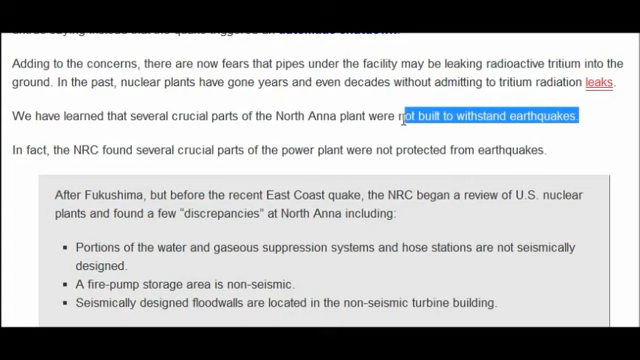 Adding to the concerns, there are now fears that pipes under the facility may be leaking radioactive tritium into the
ground. In the past, nuclear plants have gone years and even decades without admitting to tritium radiation leaks.
We have learned that several crucial parts of the North Anna plant were not built to withstand earthquakes.
In fact, the NRC found several crucial parts of the power plant were not protected from earthquakes.
After Fukushima, but before the recent East Coast quake, the NRC began a review of U.S. nuclear
plants and found a few "discrepancies" at North Anna including:
Portions of the water and gaseous suppression systems and hose stations are not seismically
designed.
A fire-pump storage area is non-seismic.
Seismically designed floodwalls are located in the non-seismic turbine building.